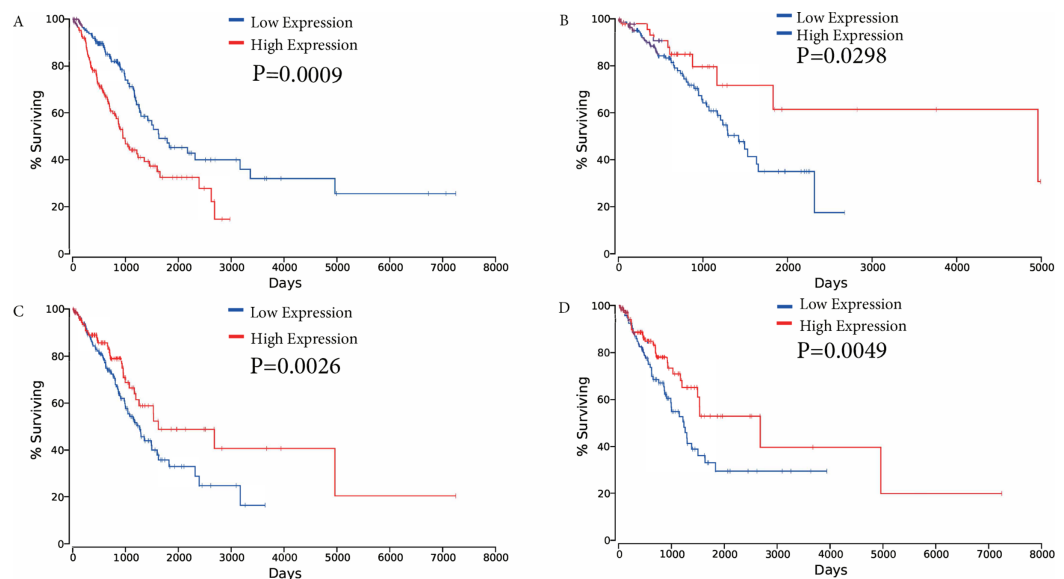 A
Low Expression
High Expression
P=0.0009
100
80
60
40
20
0
% Surviving
0 1000 2000 3000 4000 5000 6000 7000 8000
Days
B
Low Expression
High Expression
P=0.0298
100
80
60
40
20
0
% Surviving
0 1000 2000 3000 4000 5000
Days
C
Low Expression
High Expression
P=0.0026
100
80
60
40
20
0
% Surviving
0 1000 2000 3000 4000 5000 6000 7000 8000
Days
D
Low Expression
High Expression
P=0.0049
100
80
60
40
20
0
% Surviving
0 1000 2000 3000 4000 5000 6000 7000 8000
Days